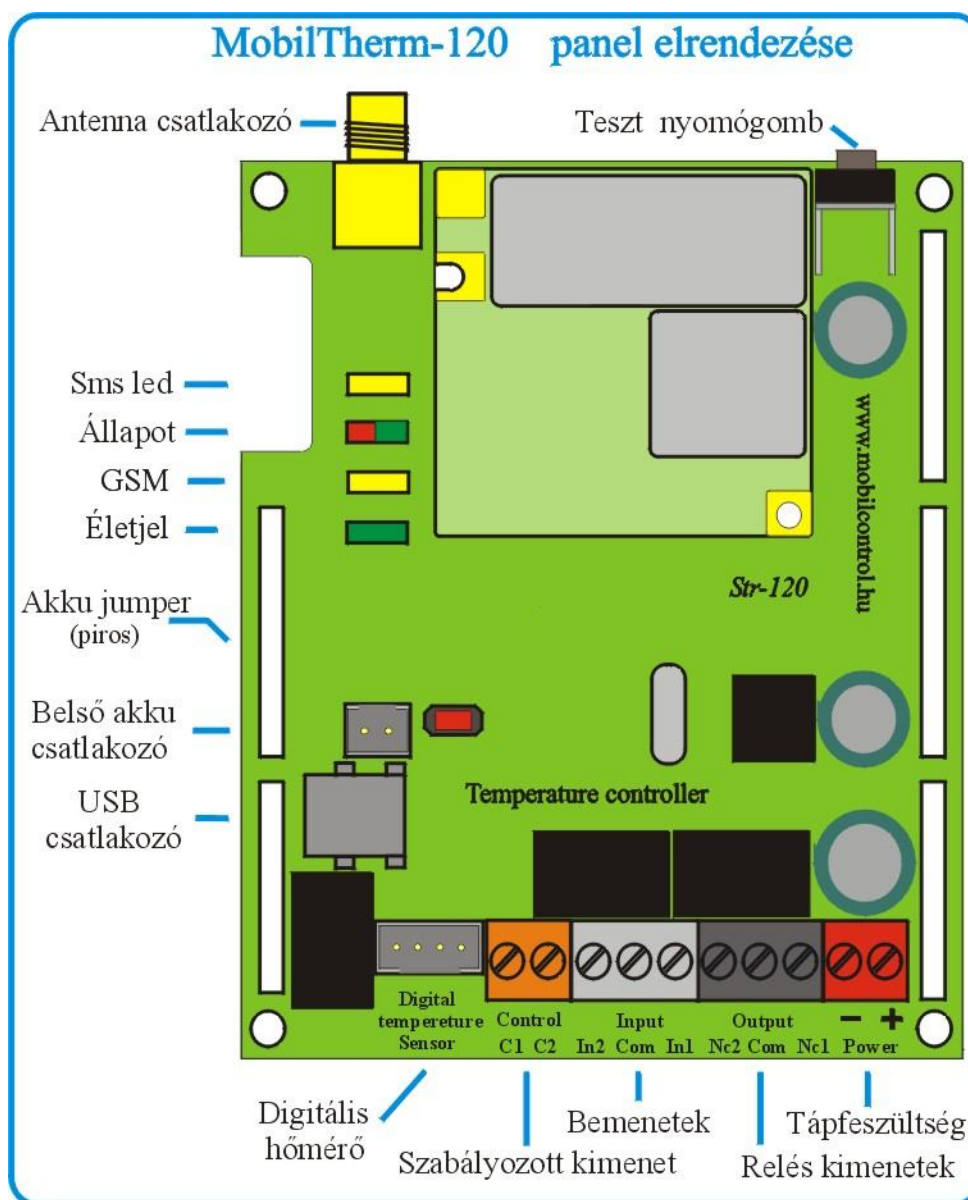 MobilTherm-120 panel elrendezése
Antenna csatlakozó
Teszt nyomógomb
Sms led
Állapot
GSM
Életjel
www.mobilcontrol.hu
Str-120
Akku jumper
(piros)
Belső akku
csatlakozó
USB
csatlakozó
Temperature controller
Digital
tempereture
Sensor
Control
C1 C2
Input
In2 Com In1
Output
Nc2 Com Nc1
− +
Power
Digitális
hőmérő
Szabályozott kimenet
Bemenetek
Relés kimenetek
Tápfeszültség